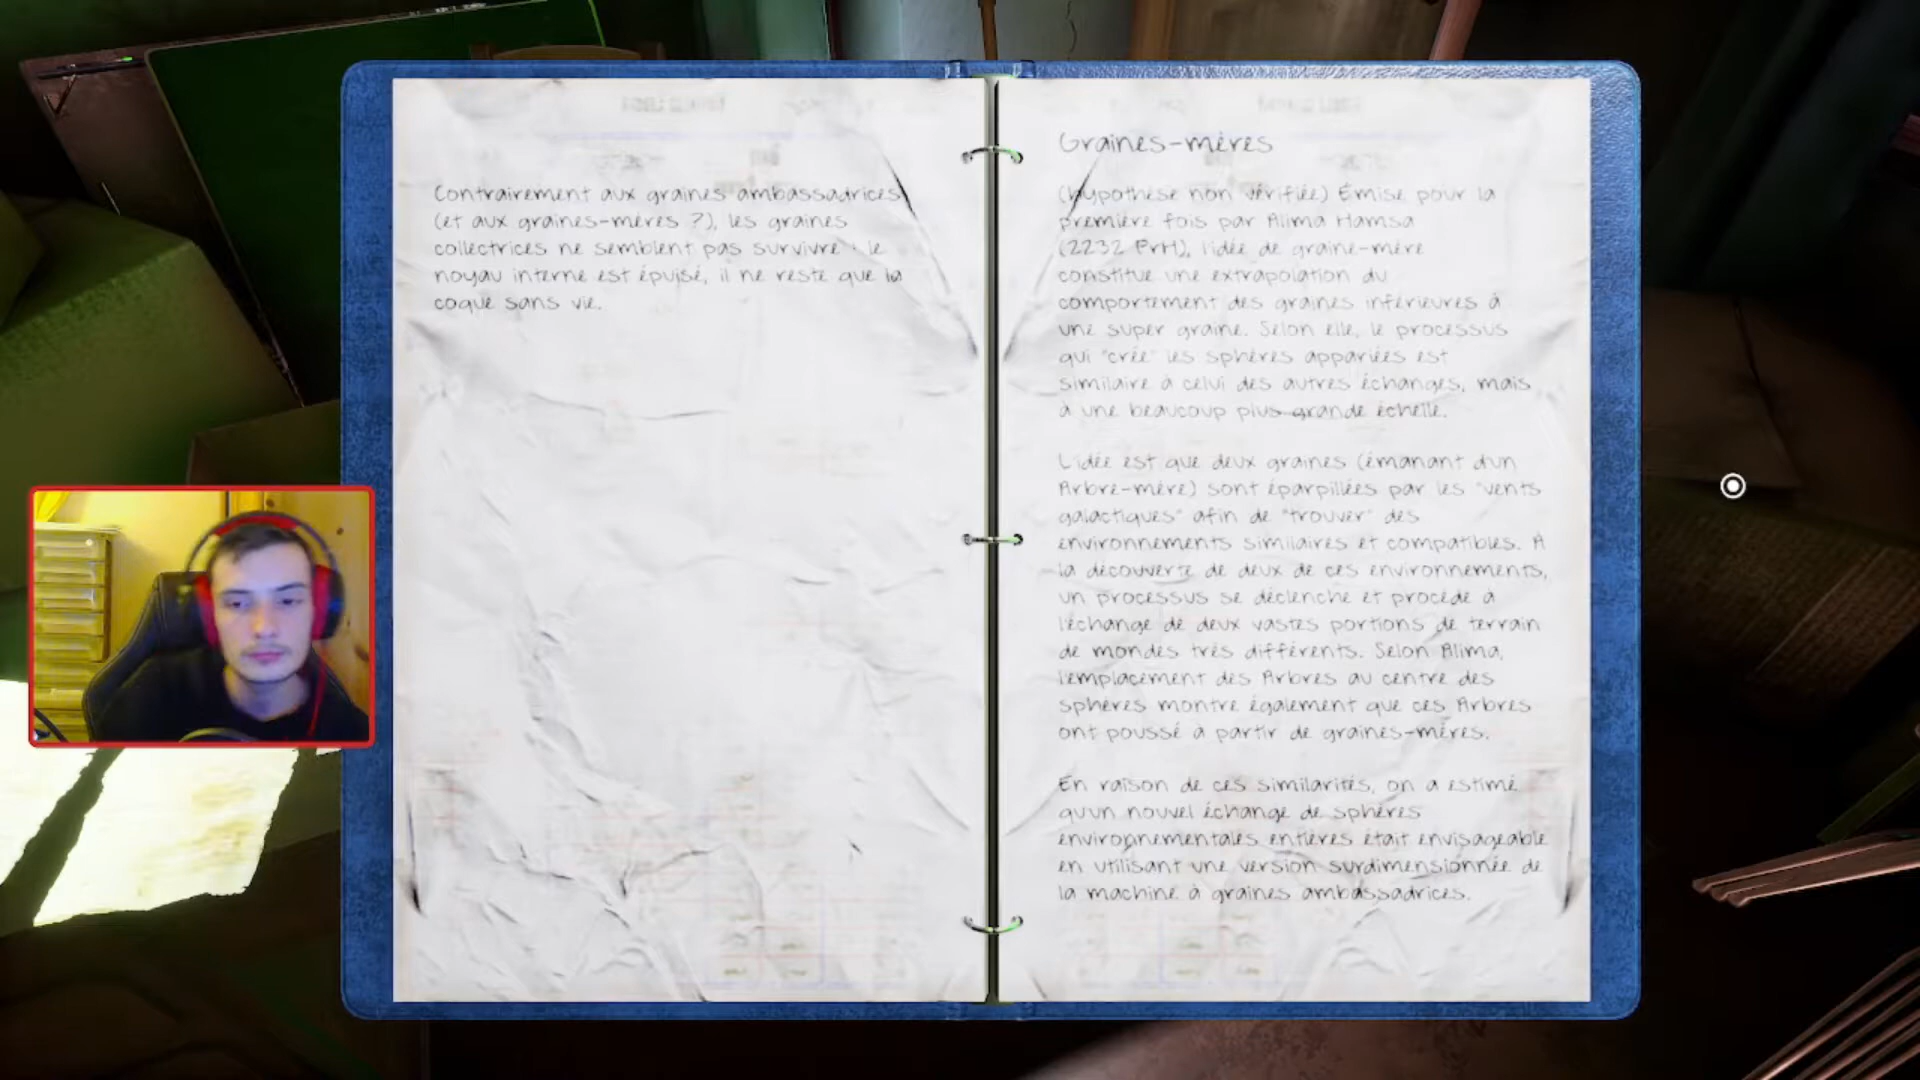 Contrairement aux graines ambassadrices
(et aux graines-mères ?), les graines
collectrices ne semblent pas survivre : le
noyau interne est épuisé, il ne reste que la
coque sans vie.
Graines-mères
(hypothèse non vérifiée) Émise pour la
première fois par Alima Hamsa
(2232 PrH), l'idée de graine-mère
constitue une extrapolation du
comportement des graines inférieures à
une super graine. Selon elle, le processus
qui "crée" les sphères appariées est
similaire à celui des autres échanges, mais
à une beaucoup plus grande échelle.
L'idée est que deux graines (émanant d'un
Arbre-mère) sont éparpillées par les "vents
galactiques" afin de "trouver" des
environnements similaires et compatibles. À
la découverte de deux de ces environnements,
un processus se déclenche et procède à
l'échange de deux vastes portions de terrain
de mondes très différents. Selon Alima,
l'emplacement des Arbres au centre des
sphères montre également que ces Arbres
ont poussé à partir de graines-mères.
En raison de ces similarités, on a estimé
qu'un nouvel échange de sphères
environnementales entières était envisageable
en utilisant une version surdimensionnée de
la machine à graines ambassadrices.